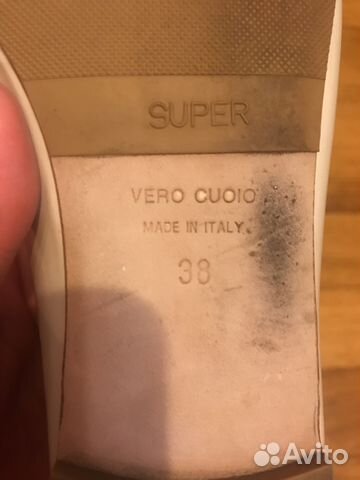 SUPER
VERO CUOIO
MADE IN ITALY
38
Avito